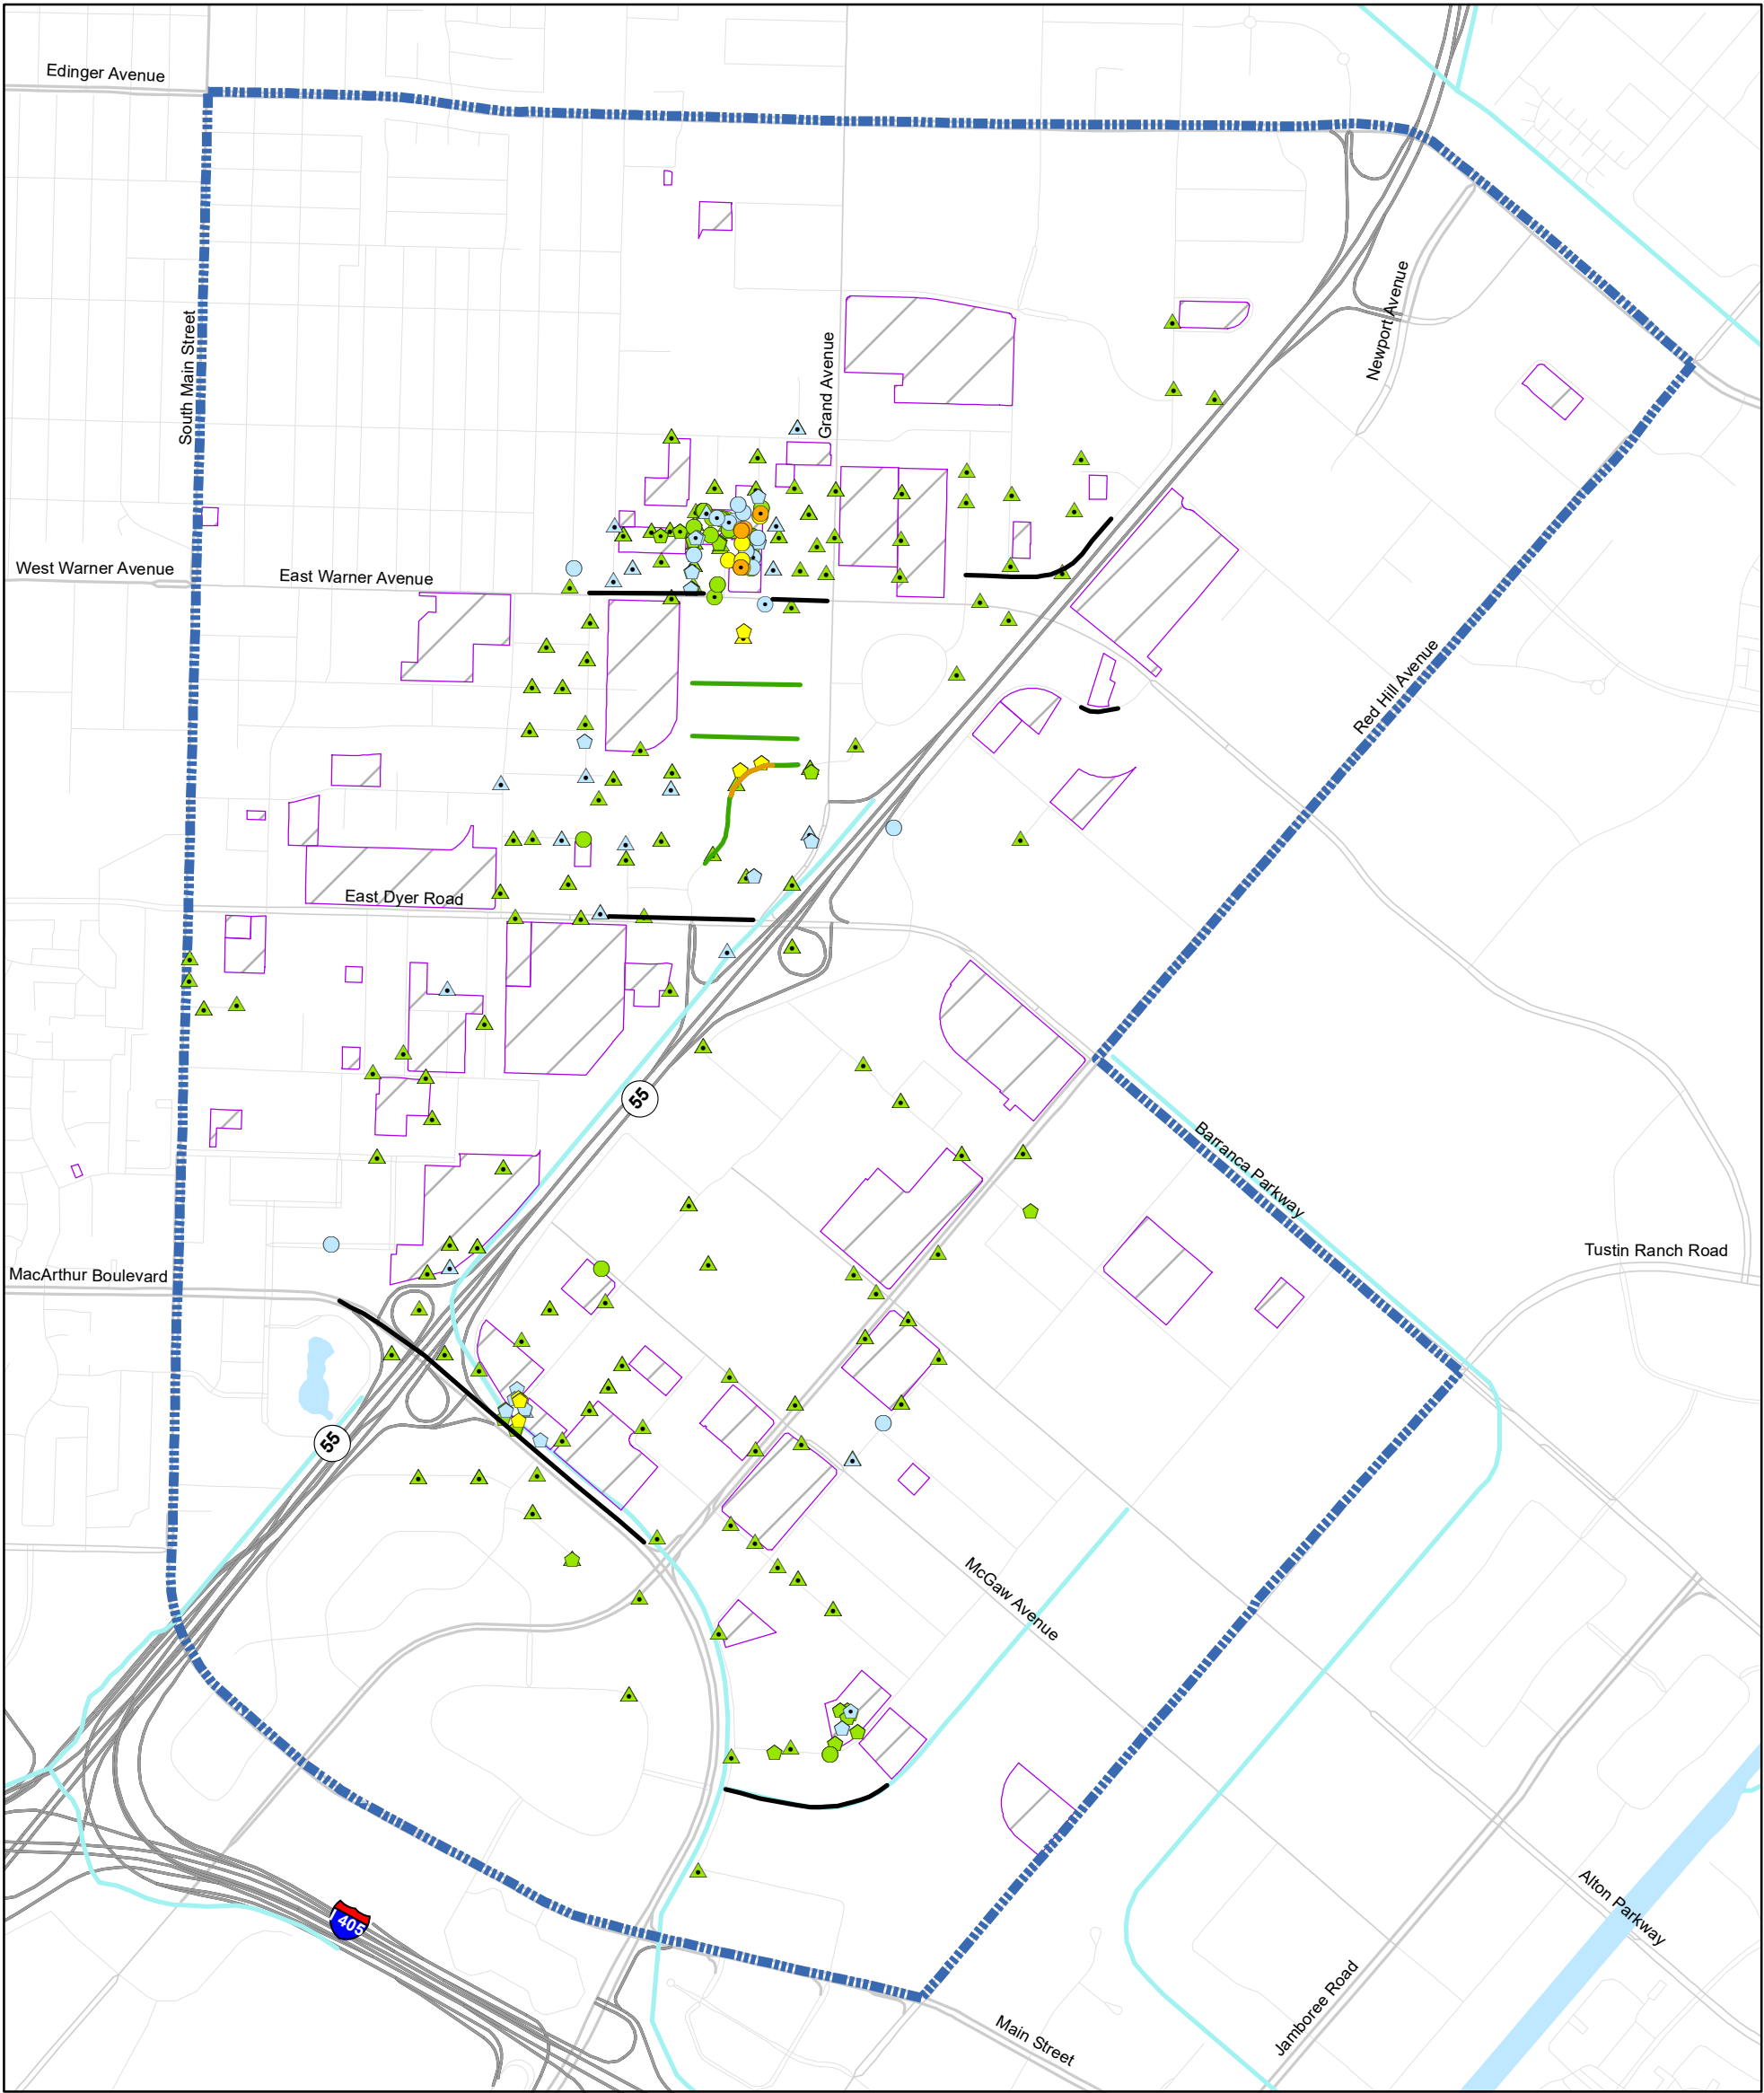 Edinger Avenue
Newport Avenue
South Main Street
Grand Avenue
West Warner Avenue
East Warner Avenue
Red Hill Avenue
East Dyer Road
55
Barranca Parkway
Tustin Ranch Road
MacArthur Boulevard
55
McGaw Avenue
Alton Parkway
405
Jamboree Road
Main Street